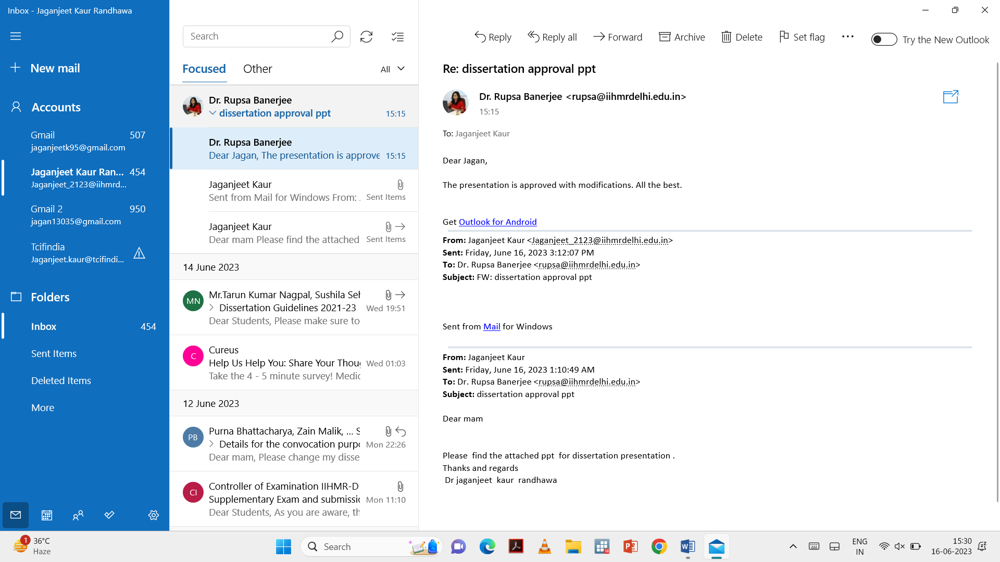 Inbox - Jaganjeet Kaur Randhawa
New mail
Accounts
Gmail 507
jaganjeetk95@gmail.com
Jaganjeet Kaur Ran... 454
Jaganjeet_2123@iihmrd...
Gmail 2 950
jagan13035@gmail.com
Tcifindia
Jaganjeet.kaur@tcifindi...
Folders
Inbox 454
Sent Items
Deleted Items
More
Search
Focused Other All
Dr. Rupsa Banerjee
dissertation approval ppt 15:15
Dr. Rupsa Banerjee
Dear Jagan, The presentation is approve 15:15
Jaganjeet Kaur
Sent from Mail for Windows From: . Sent Items
Jaganjeet Kaur
Dear mam Please find the attached Sent Items
14 June 2023
MN
Mr.Tarun Kumar Nagpal, Sushila Seh
Dissertation Guidelines 2021-23 Wed 19:51
Dear Students, Please make sure to
C
Cureus
Help Us Help You: Share Your Thoug Wed 01:03
Take the 4 - 5 minute survey! Medic
12 June 2023
PB
Purna Bhattacharya, Zain Malik, ... S
Details for the convocation purpo Mon 22:26
Dear mam, Please change my disse
CI
Controller of Examination IIHMR-D
Supplementary Exam and submissio Mon 11:10
Dear Students, As you are aware, th
Reply Reply all Forward Archive Delete Set flag ... Try the New Outlook
Re: dissertation approval ppt
Dr. Rupsa Banerjee <rupsa@iihmrdelhi.edu.in>
15:15
To: Jaganjeet Kaur
Dear Jagan,
The presentation is approved with modifications. All the best.
Get Outlook for Android
From: Jaganjeet Kaur <Jaganjeet_2123@iihmrdelhi.edu.in>
Sent: Friday, June 16, 2023 3:12:07 PM
To: Dr. Rupsa Banerjee <rupsa@iihmrdelhi.edu.in>
Subject: FW: dissertation approval ppt
Sent from Mail for Windows
From: Jaganjeet Kaur
Sent: Friday, June 16, 2023 1:10:49 AM
To: Dr. Rupsa Banerjee <rupsa@iihmrdelhi.edu.in>
Subject: dissertation approval ppt
Dear mam
Please find the attached ppt for dissertation presentation .
Thanks and regards
Dr jaganjeet kaur randhawa
1
36°C
Haze
Search
14
ENG
IN
15:30
16-06-2023